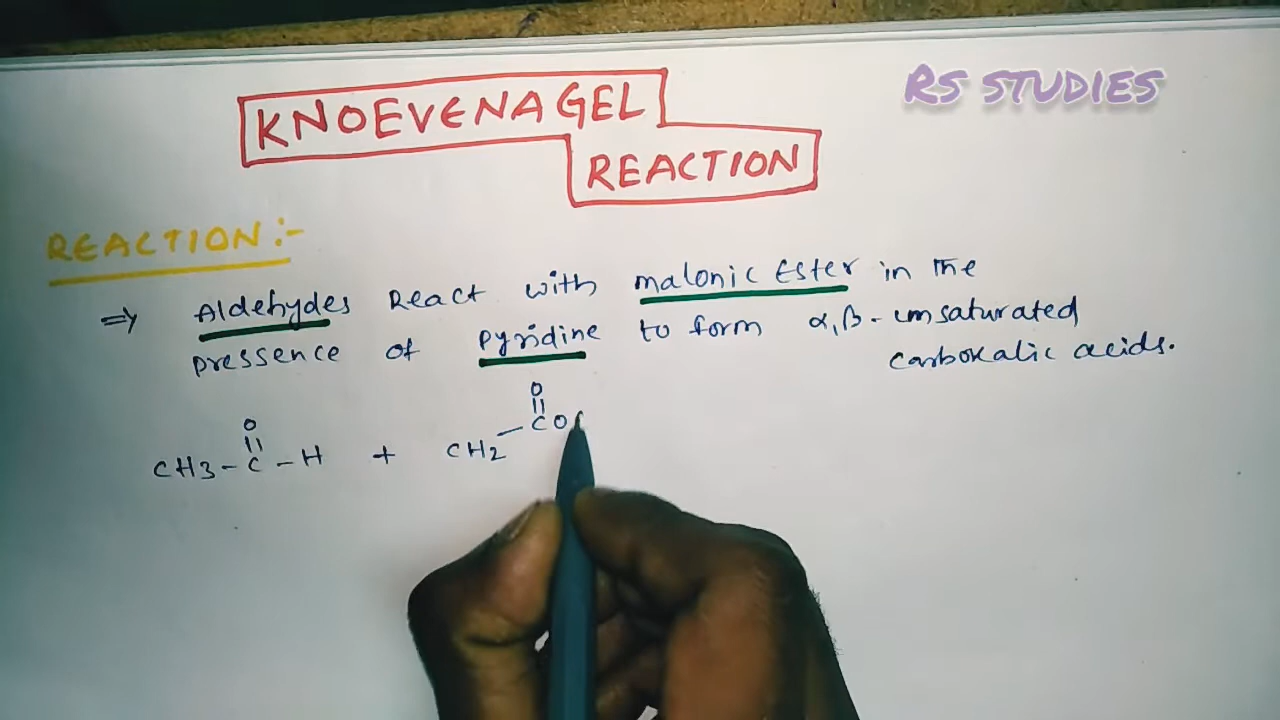 RS STUDIES
KNOEVENAGEL
REACTION
REACTION :-
⇒ Aldehydes React with malonic Ester in the
pressence of pyridine to form α,β-unsaturated
carboxalic acids.
O
||
CH3-C-H + CH2
O
||
-CO